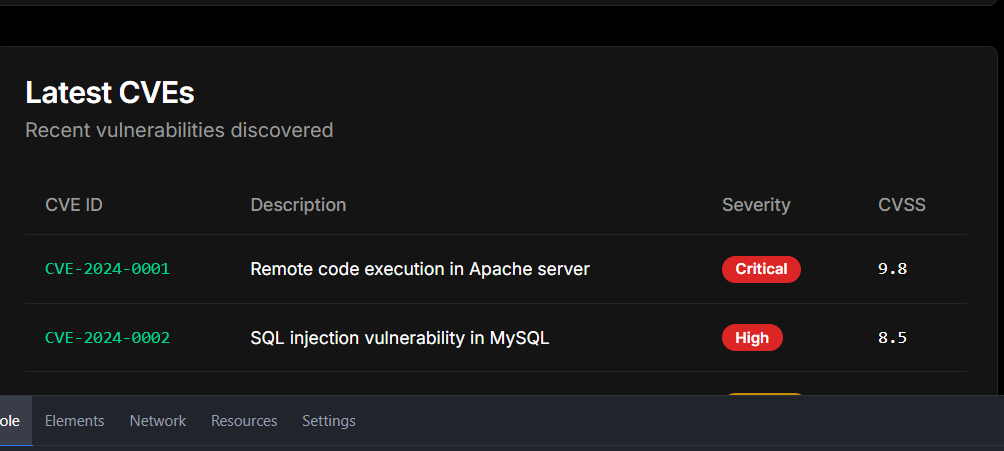 Latest CVEs
Recent vulnerabilities discovered
CVE ID Description Severity CVSS
CVE-2024-0001 Remote code execution in Apache server Critical 9.8
CVE-2024-0002 SQL injection vulnerability in MySQL High 8.5
ole Elements Network Resources Settings